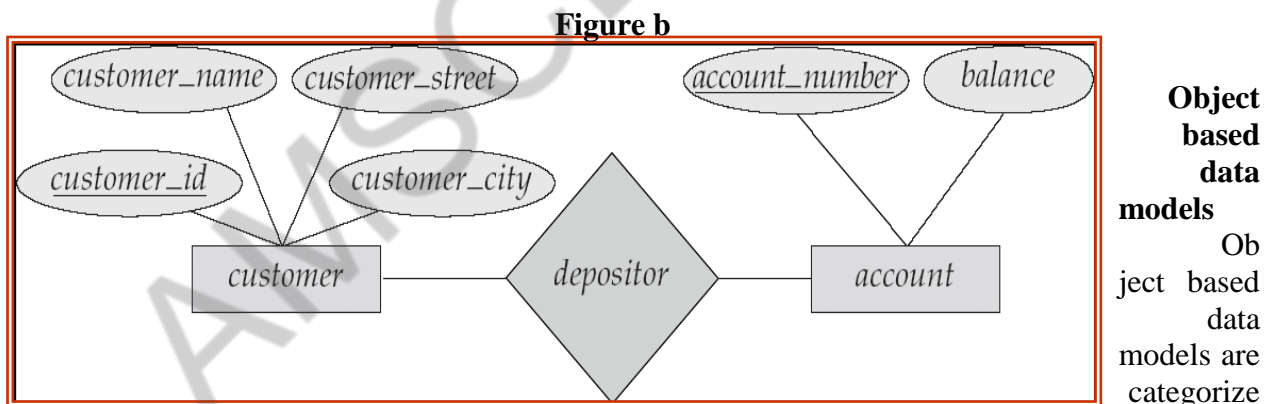 Figure b
customer_name customer_street account_number balance
customer_id customer_city
customer depositor account
Object
based
data
models
Ob
ject based
data
models are
categorize
AMSCE